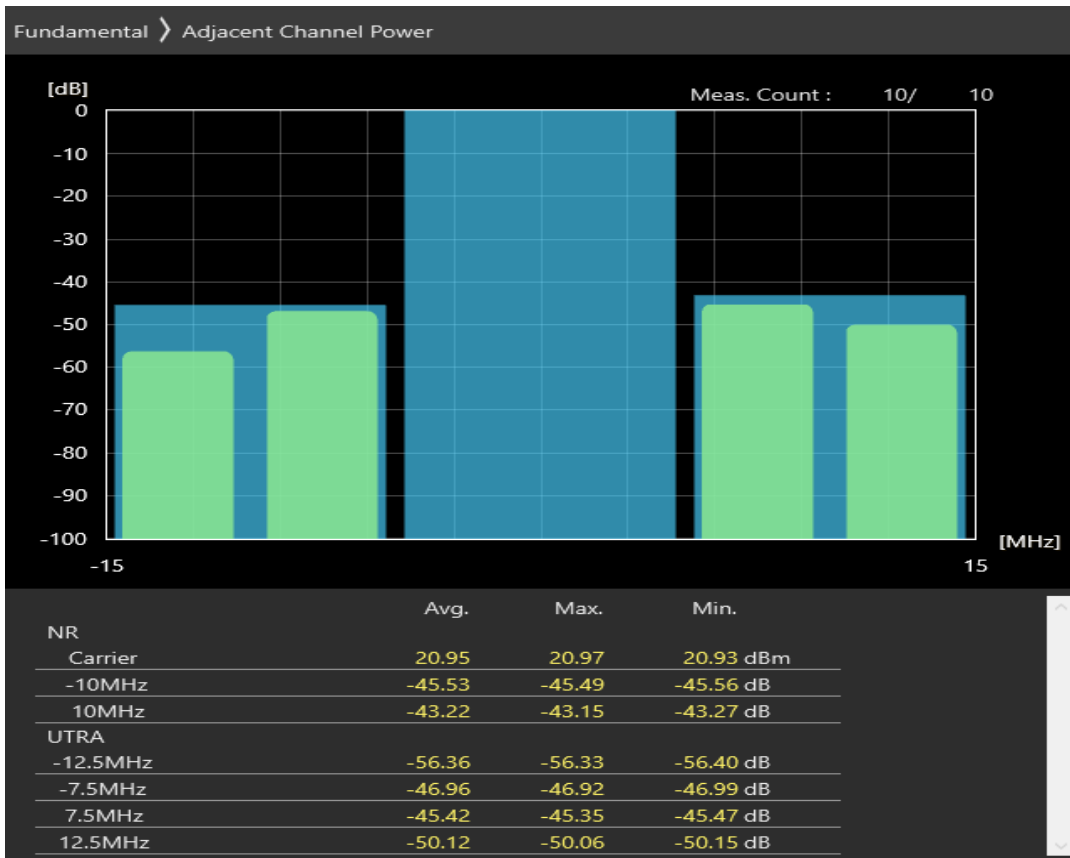 Fundamental ❯ Adjacent Channel Power
[dB]
Meas. Count : 10/ 10
0
-10
-20
-30
-40
-50
-60
-70
-80
-90
-100
[MHz]
-15 15
Avg. Max. Min.
NR
Carrier 20.95 20.97 20.93 dBm
-10MHz -45.53 -45.49 -45.56 dB
10MHz -43.22 -43.15 -43.27 dB
UTRA
-12.5MHz -56.36 -56.33 -56.40 dB
-7.5MHz -46.96 -46.92 -46.99 dB
7.5MHz -45.42 -45.35 -45.47 dB
12.5MHz -50.12 -50.06 -50.15 dB